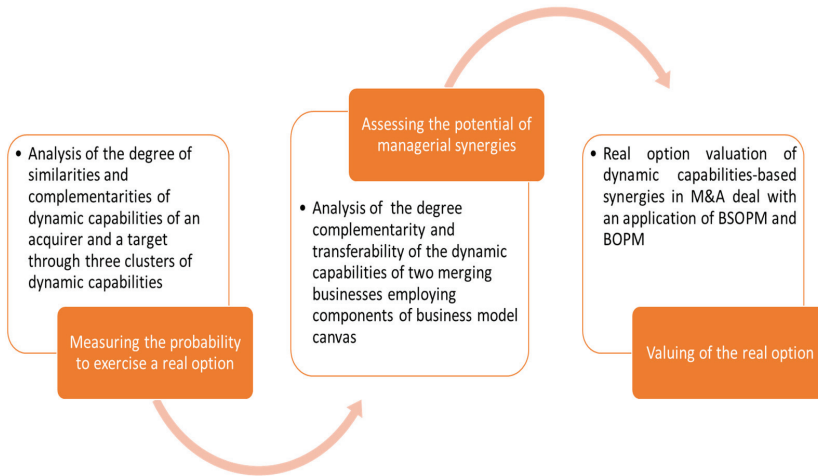 • Analysis of the degree of
similarities and
complementarities of
dynamic capabilities of an
acquirer and a target
through three clusters of
dynamic capabilities
Measuring the probability
to exercise a real option
Assessing the potential of
managerial synergies
• Analysis of the degree
complementarity and
transferability of the dynamic
capabilities of two merging
businesses employing
components of business model
canvas
• Real option valuation of
dynamic capabilities-based
synergies in M&A deal with
an application of BSOPM and
BOPM
Valuing of the real option